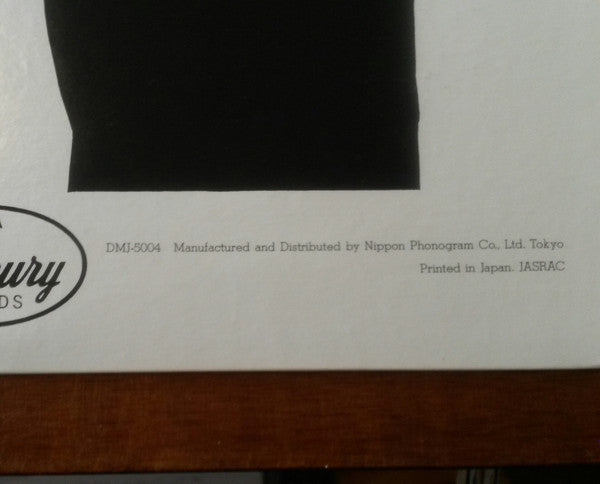 DMJ-5004 Manufactured and Distributed by Nippon Phonogram Co., Ltd. Tokyo
Printed in Japan. JASRAC